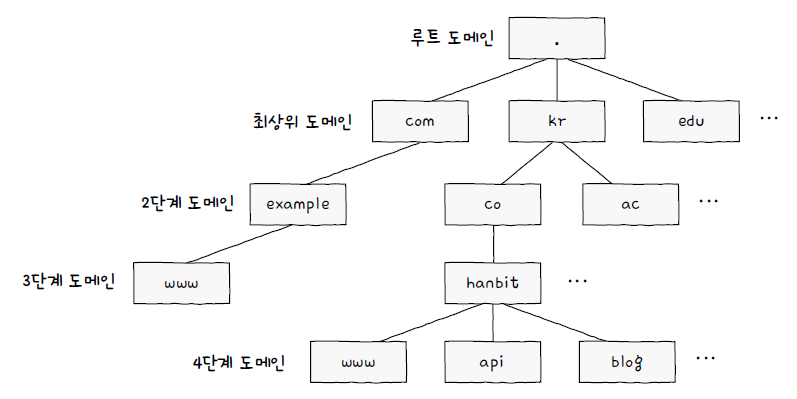 루트 도메인 .
최상위 도메인 com kr edu ...
2단계 도메인 example co ac ...
3단계 도메인 www hanbit ...
4단계 도메인 www api blog ...